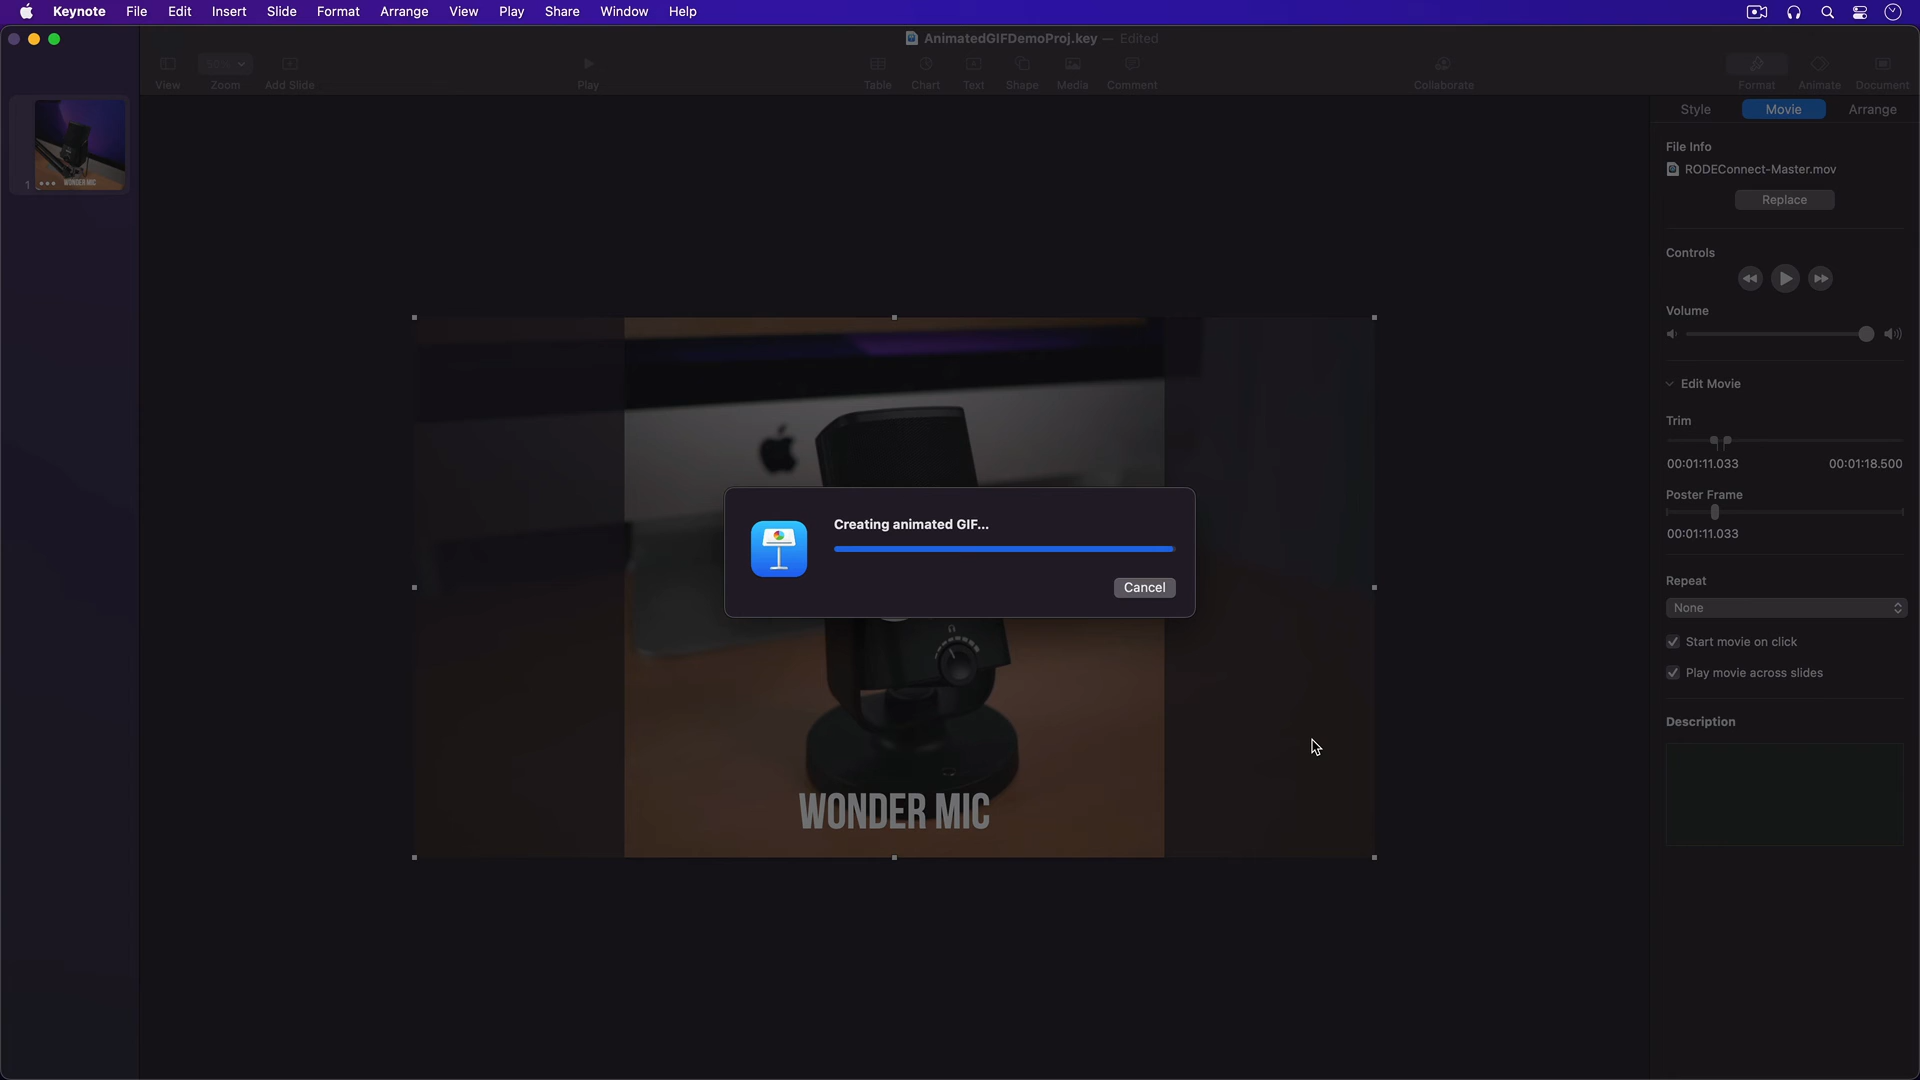 Keynote File Edit Insert Slide Format Arrange View Play Share Window Help
AnimatedGIFDemoProj.key — Edited
View Zoom Add Slide Play Table Chart Text Shape Media Comment Collaborate Format Animate Document
Style Movie Arrange
File Info
RODEConnect-Master.mov
Replace
Controls
Volume
Edit Movie
Trim
00:01:11.033 00:01:18.500
Poster Frame
00:01:11.033
Repeat
None
Start movie on click
Play movie across slides
Description
1
WONDER MIC
Creating animated GIF...
Cancel
WONDER MIC